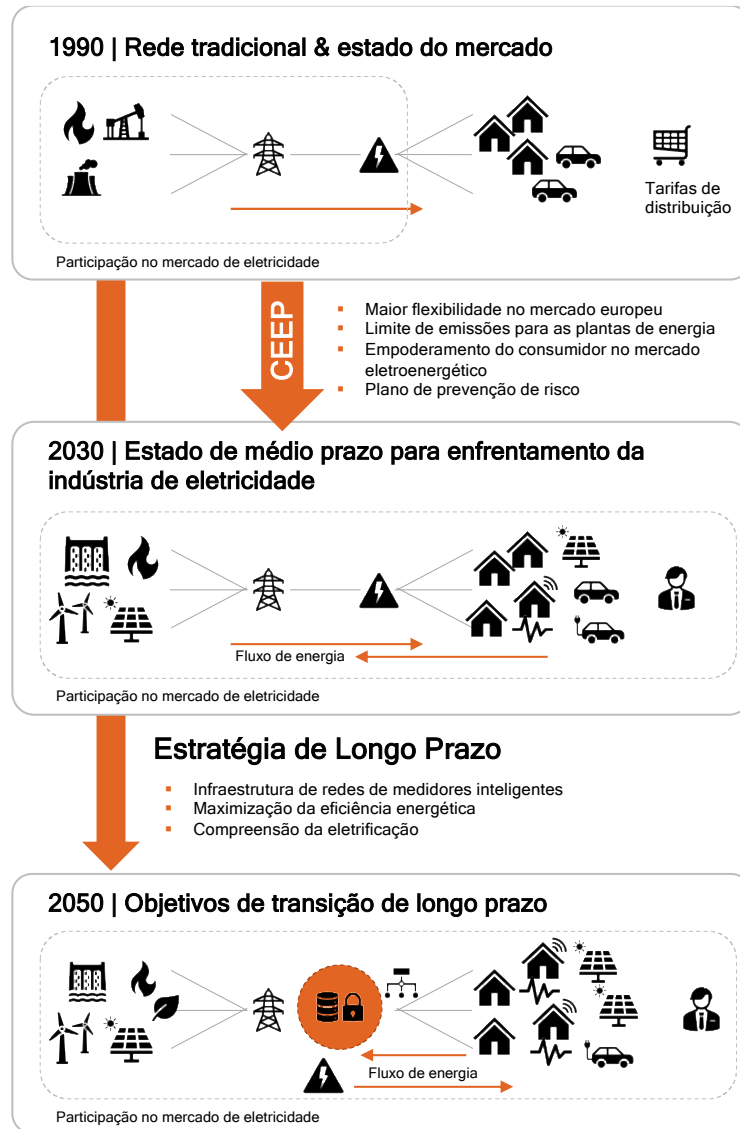 1990 | Rede tradicional & estado do mercado
Tarifas de
distribuição
Participação no mercado de eletricidade
CEEP
▪ Maior flexibilidade no mercado europeu
▪ Limite de emissões para as plantas de energia
▪ Empoderamento do consumidor no mercado
eletroenergético
▪ Plano de prevenção de risco
2030 | Estado de médio prazo para enfrentamento da
indústria de eletricidade
Fluxo de energia
Participação no mercado de eletricidade
Estratégia de Longo Prazo
▪ Infraestrutura de redes de medidores inteligentes
▪ Maximização da eficiência energética
▪ Compreensão da eletrificação
2050 | Objetivos de transição de longo prazo
Fluxo de energia
Participação no mercado de eletricidade